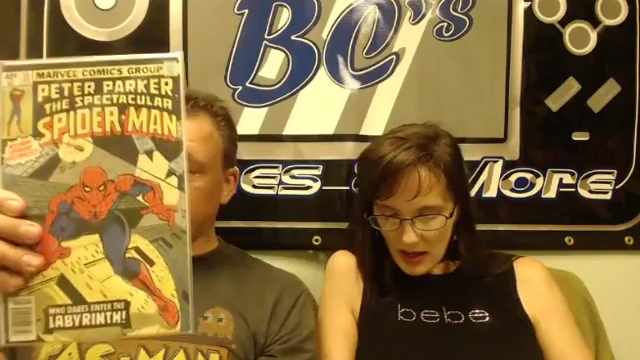 BC's
ES & MORE
MARVEL COMICS GROUP
PETER PARKER
THE SPECTACULAR
SPIDER-MAN
WHO DARES ENTER THE
LABYRINTH!
bebe
PAC-MAN